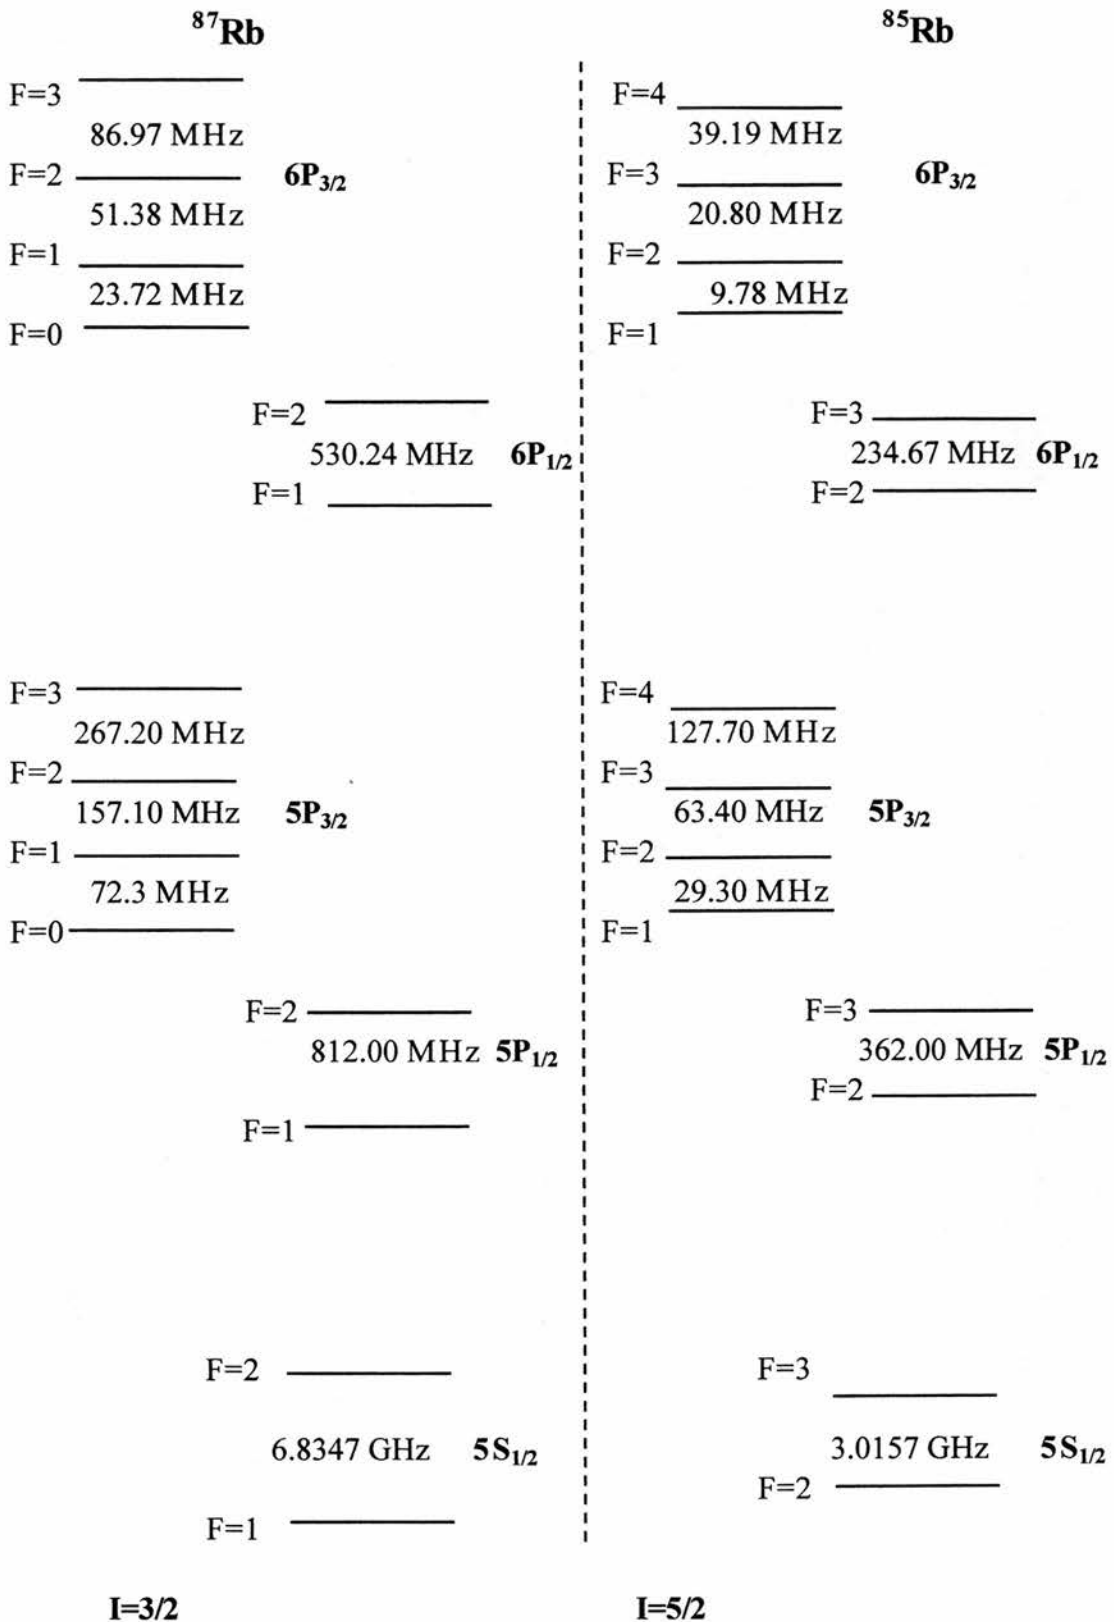 ⁸⁷Rb ⁸⁵Rb
F=3 F=4
86.97 MHz 39.19 MHz
F=2 6P₃/₂ F=3 6P₃/₂
51.38 MHz 20.80 MHz
F=1 F=2
23.72 MHz 9.78 MHz
F=0 F=1
F=2 F=3
530.24 MHz 6P₁/₂ 234.67 MHz 6P₁/₂
F=1 F=2
F=3 F=4
267.20 MHz 127.70 MHz
F=2 F=3
157.10 MHz 5P₃/₂ 63.40 MHz 5P₃/₂
F=1 F=2
72.3 MHz 29.30 MHz
F=0 F=1
F=2 F=3
812.00 MHz 5P₁/₂ 362.00 MHz 5P₁/₂
F=1 F=2
F=2 F=3
6.8347 GHz 5S₁/₂ 3.0157 GHz 5S₁/₂
F=1 F=2
I=3/2 I=5/2